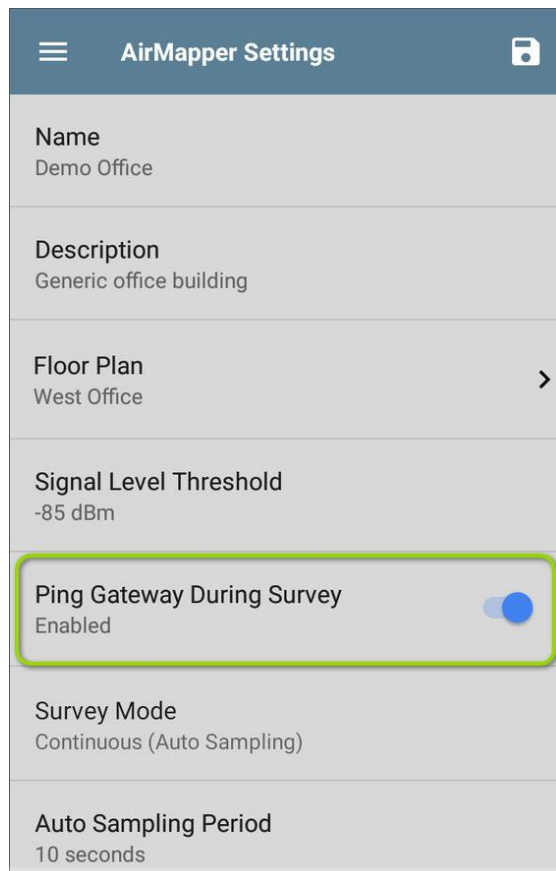 AirMapper Settings
Name
Demo Office
Description
Generic office building
Floor Plan
West Office
Signal Level Threshold
-85 dBm
Ping Gateway During Survey
Enabled
Survey Mode
Continuous (Auto Sampling)
Auto Sampling Period
10 seconds